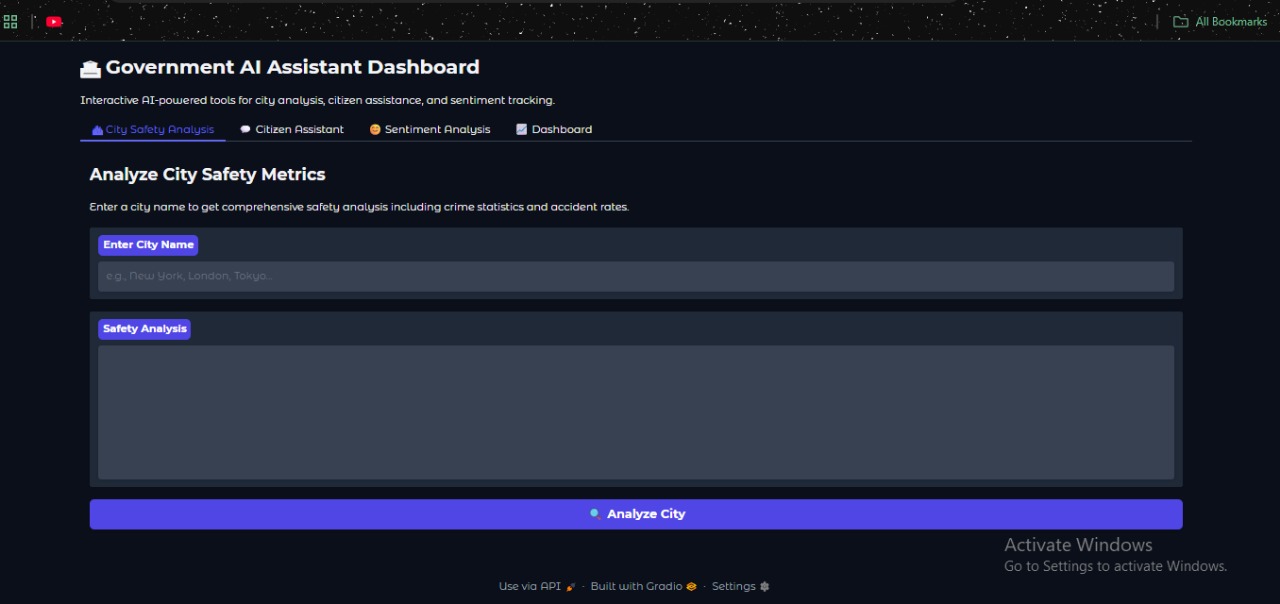 All Bookmarks
Government AI Assistant Dashboard
Interactive AI-powered tools for city analysis, citizen assistance, and sentiment tracking.
City Safety Analysis Citizen Assistant Sentiment Analysis Dashboard
Analyze City Safety Metrics
Enter a city name to get comprehensive safety analysis including crime statistics and accident rates.
Enter City Name
e.g., New York, London, Tokyo...
Safety Analysis
Analyze City
Activate Windows
Go to Settings to activate Windows.
Use via API · Built with Gradio · Settings